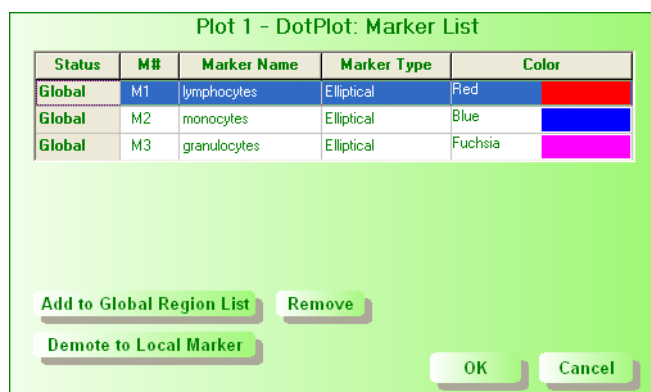 Plot 1 - DotPlot: Marker List
Status M# Marker Name Marker Type Color
Global M1 lymphocytes Elliptical Red
Global M2 monocytes Elliptical Blue
Global M3 granulocytes Elliptical Fuchsia
Add to Global Region List Remove
Demote to Local Marker
OK Cancel